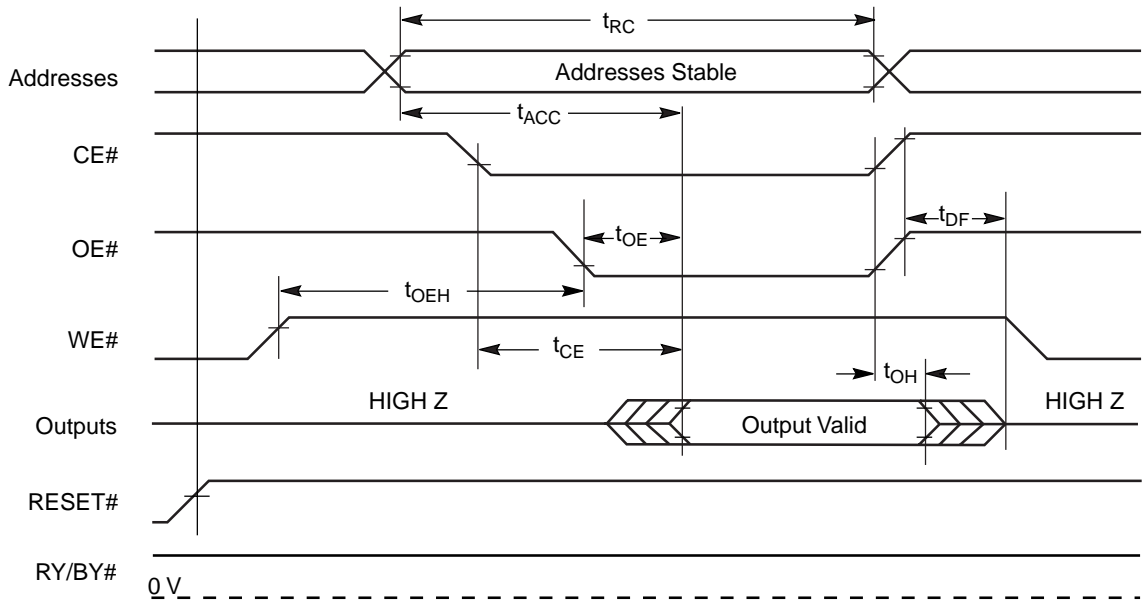 tRC
Addresses
Addresses Stable
tACC
CE#
tDF
OE#
tOE
tOEH
WE#
tCE
tOH
HIGH Z
HIGH Z
Outputs
Output Valid
RESET#
RY/BY#
0 V